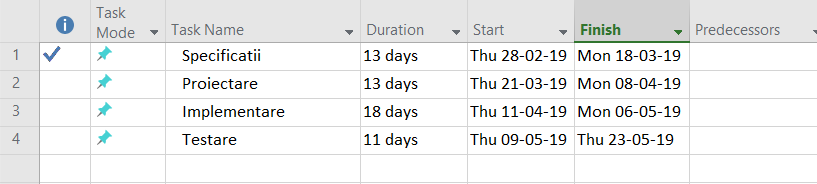 Task Mode Task Name Duration Start Finish Predecessors
1 Specificatii 13 days Thu 28-02-19 Mon 18-03-19
2 Proiectare 13 days Thu 21-03-19 Mon 08-04-19
3 Implementare 18 days Thu 11-04-19 Mon 06-05-19
4 Testare 11 days Thu 09-05-19 Thu 23-05-19